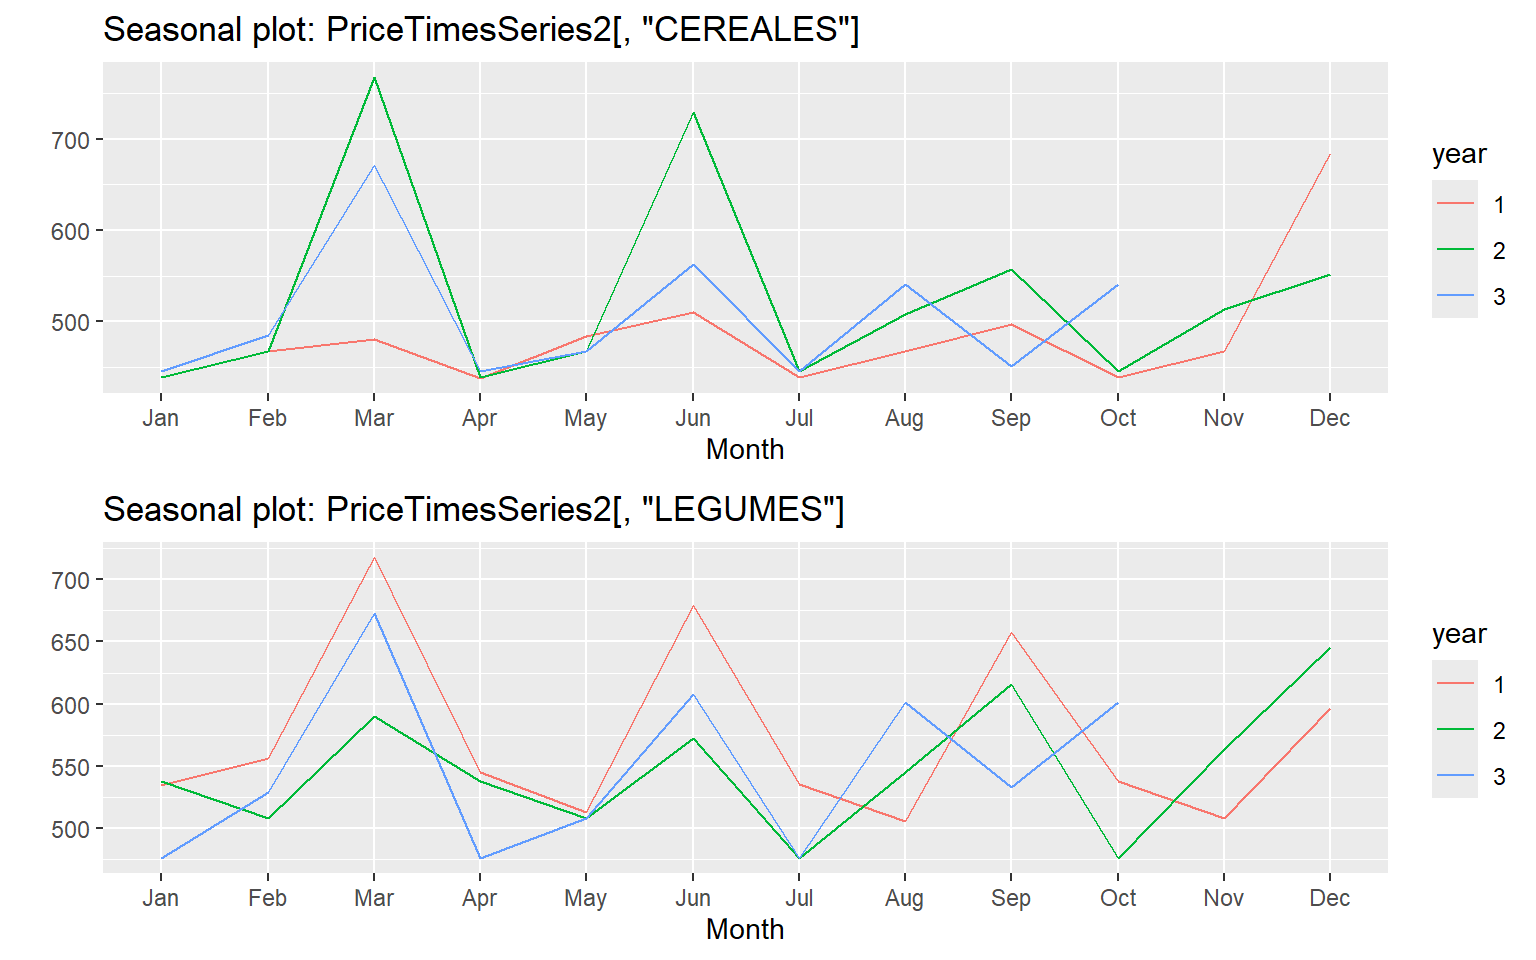 Seasonal plot: PriceTimesSeries2[, "CEREALES"]
700
600
500
Jan Feb Mar Apr May Jun Jul Aug Sep Oct Nov Dec
Month
year
1
2
3
Seasonal plot: PriceTimesSeries2[, "LEGUMES"]
700
650
600
550
500
Jan Feb Mar Apr May Jun Jul Aug Sep Oct Nov Dec
Month
year
1
2
3